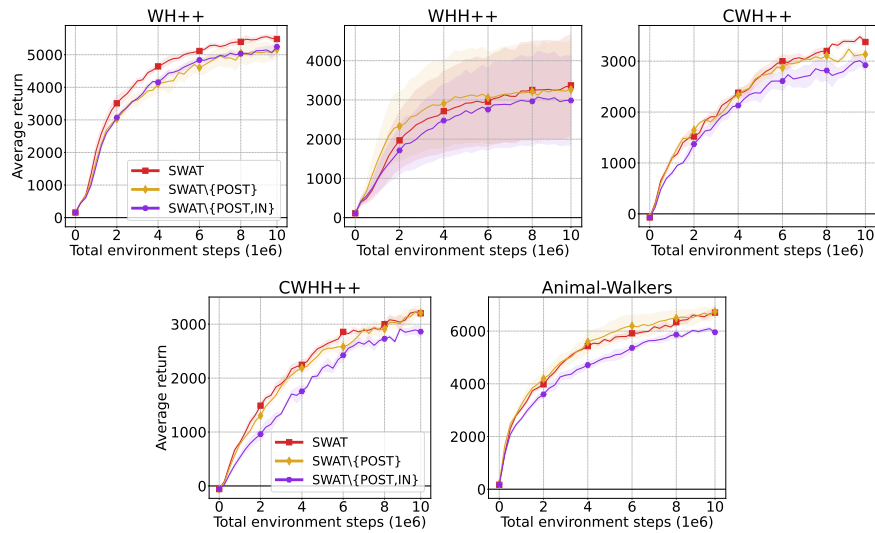 WH++
WHH++
CWH++
Average return
5000
4000
3000
2000
1000
0
4000
3000
2000
1000
0
3000
2000
1000
0
SWAT
SWAT\{POST}
SWAT\{POST,IN}
0 2 4 6 8 10
0 2 4 6 8 10
0 2 4 6 8 10
Total environment steps (1e6)
Total environment steps (1e6)
Total environment steps (1e6)
CWHH++
Animal-Walkers
Average return
3000
2000
1000
0
6000
4000
2000
0
SWAT
SWAT\{POST}
SWAT\{POST,IN}
0 2 4 6 8 10
0 2 4 6 8 10
Total environment steps (1e6)
Total environment steps (1e6)